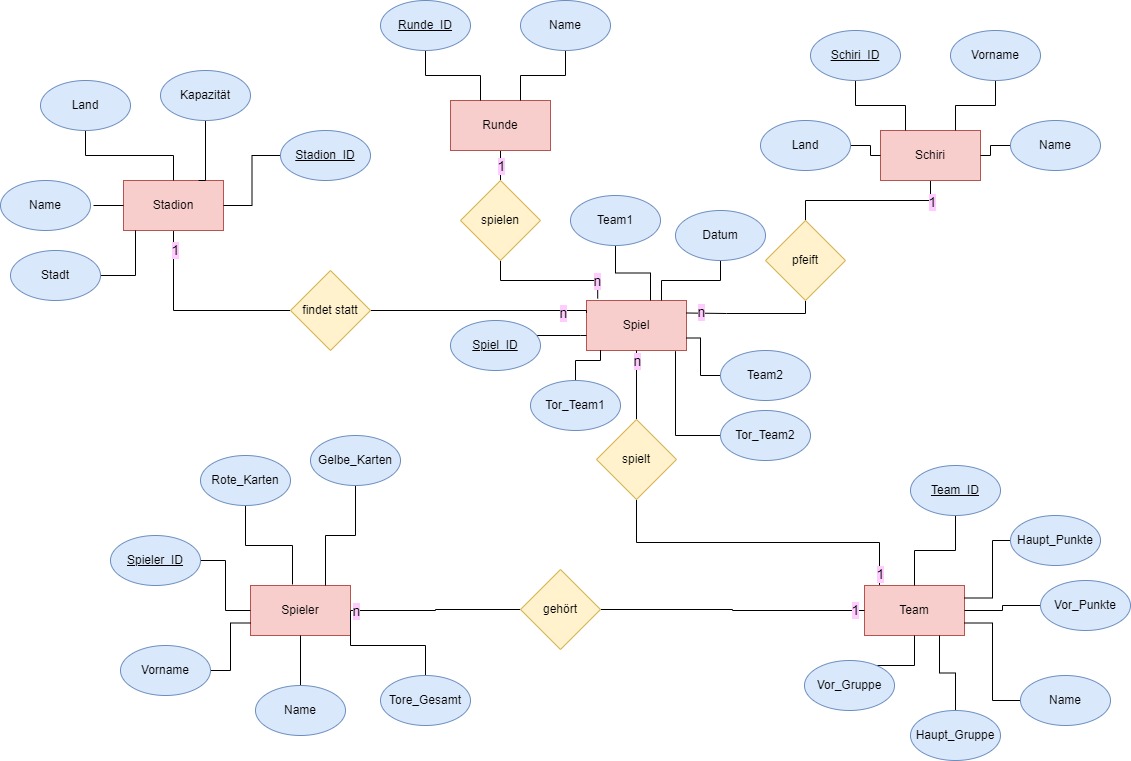 Runde_ID
Name
Schiri_ID
Vorname
Land
Kapazität
Runde
Stadion_ID
Land
Schiri
Name
1
Name
Stadion
spielen
Team1
1
Stadt
1
Datum
pfeift
n
findet statt
n
Spiel
n
Spiel_ID
n
Team2
Tor_Team1
Tor_Team2
Gelbe_Karten
spielt
Rote_Karten
Team_ID
Haupt_Punkte
Spieler_ID
1
Spieler
n
gehört
1
Team
Vor_Punkte
Vorname
Vor_Gruppe
Name
Tore_Gesamt
Name
Haupt_Gruppe